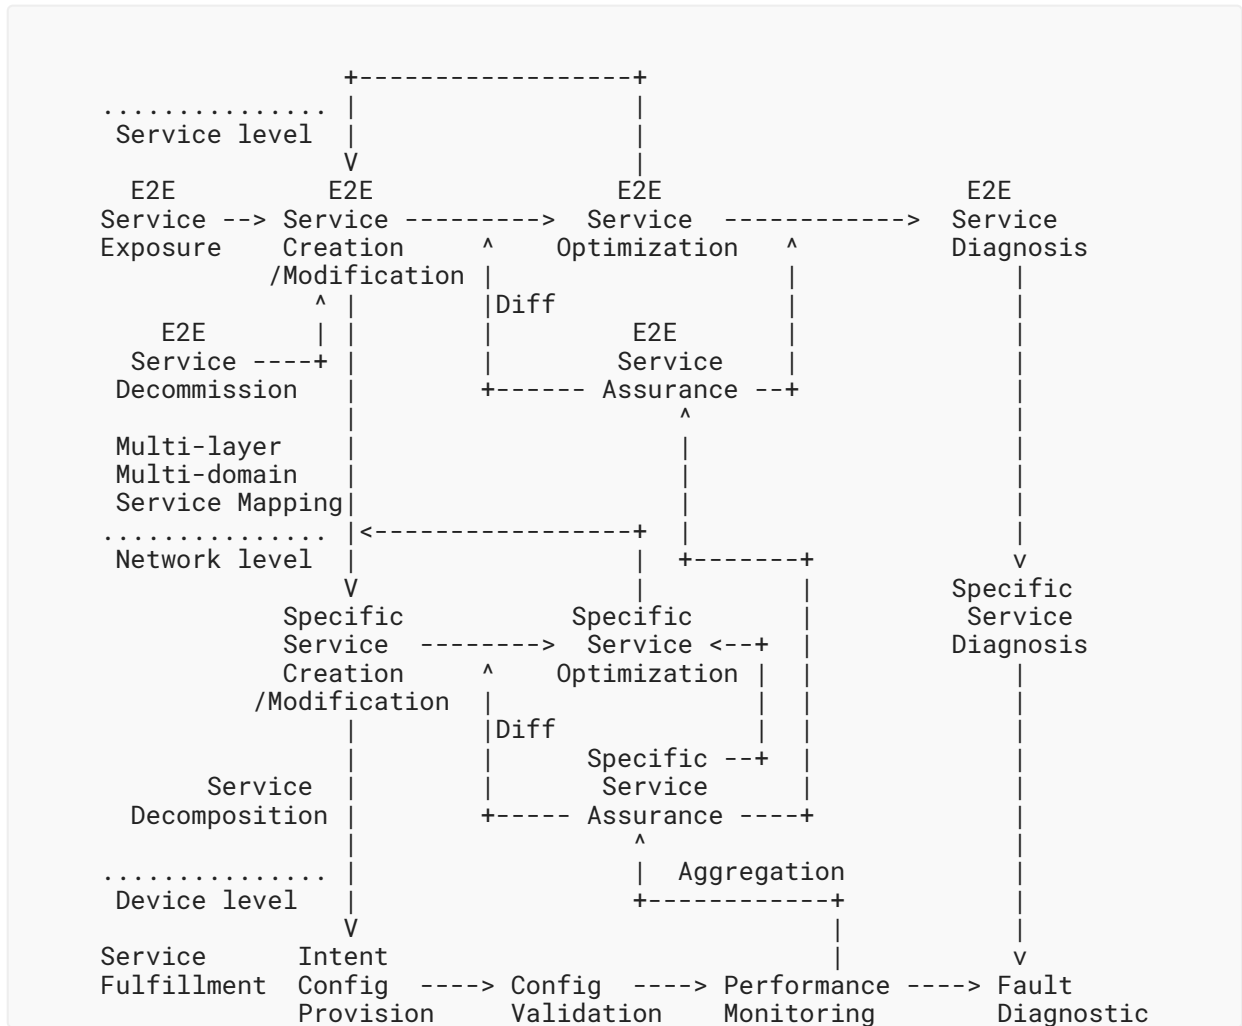 +------------------+
............... |                  |
 Service level  |                  |
                V                  |
  E2E          E2E                E2E                    E2E
Service --> Service ---------> Service ------------> Service
Exposure    Creation     ^    Optimization   ^          Diagnosis
           /Modification |                   |               |
              ^ |        |Diff               |               |
    E2E       | |        |         E2E       |               |
  Service ----+ |        |        Service    |               |
 Decommission   |        +------ Assurance --+               |
                |             ^                     |
 Multi-layer    |             |                     |
 Multi-domain   |             |                     |
 Service Mapping|             |                     |
............... |<------------------+  |                     |
 Network level  |                  |  +-------+             v
                V                  |          |         Specific
            Specific           Specific       |          Service
            Service  -------->  Service <--+  |         Diagnosis
            Creation     ^    Optimization |  |             |
          /Modification  |                 |  |             |
                |        |Diff             |  |             |
                |        |      Specific --+  |             |
       Service  |        |       Service      |             |
  Decomposition |        +----- Assurance ----+             |
                |                  ^                        |
............... |                  |  Aggregation           |
 Device level   |                  +------------+           |
                V                               |           |
Service      Intent                             |           v
Fulfillment  Config  ----> Config  ----> Performance ----> Fault
             Provision     Validation    Monitoring        Diagnostic